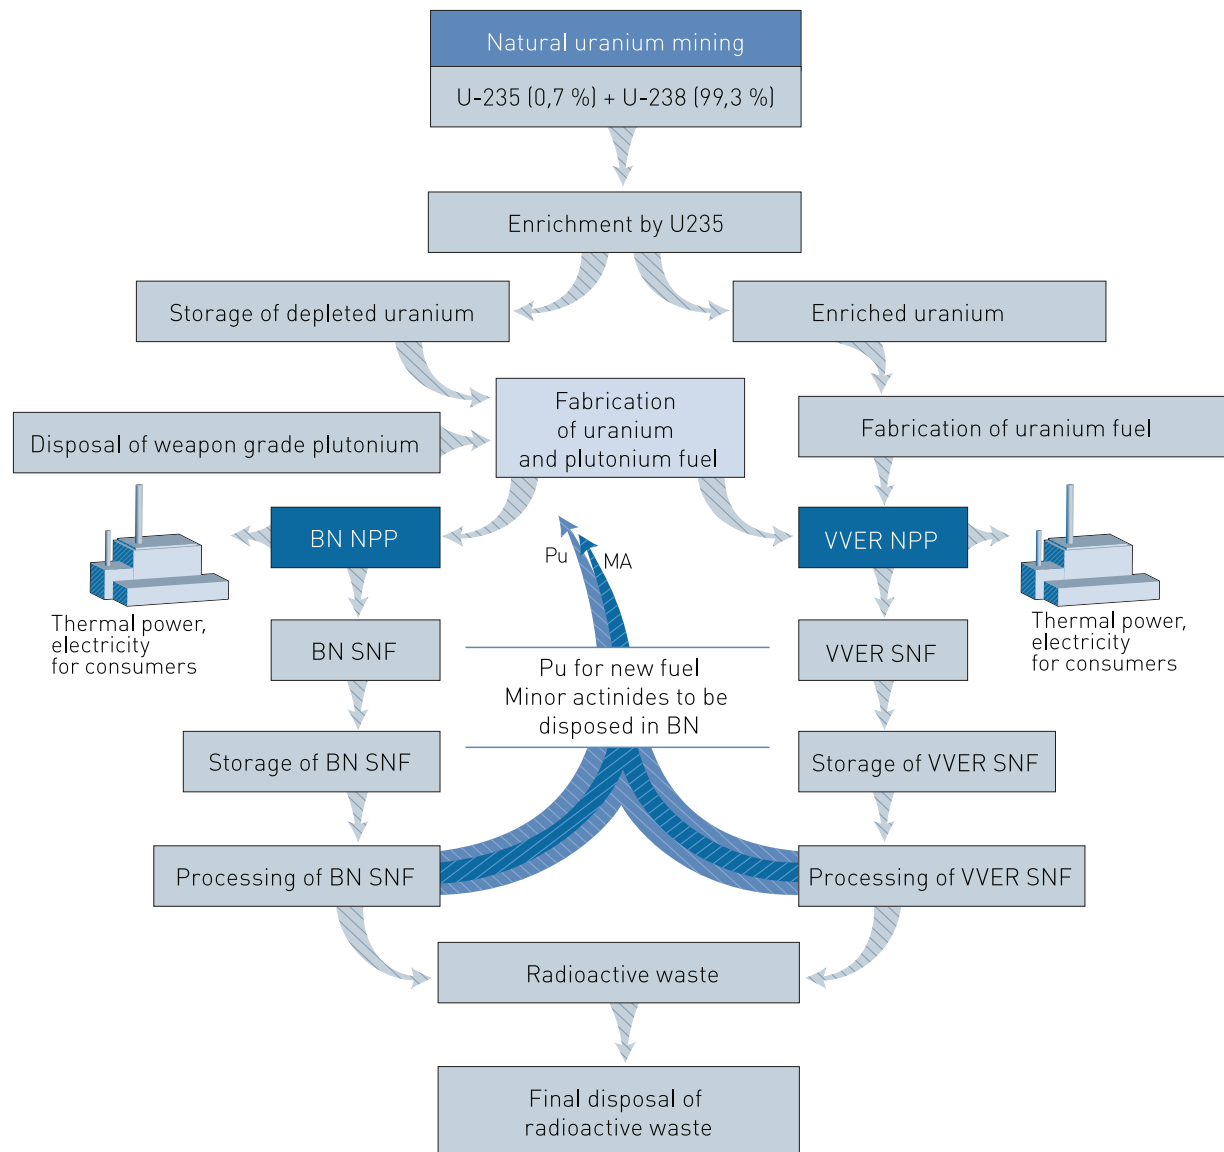 Natural uranium mining
U-235 (0,7 %) + U-238 (99,3 %)
Enrichment by U235
Storage of depleted uranium
Enriched uranium
Fabrication
of uranium
and plutonium fuel
Disposal of weapon grade plutonium
Fabrication of uranium fuel
BN NPP
VVER NPP
Pu
MA
Thermal power,
electricity
for consumers
Thermal power,
electricity
for consumers
BN SNF
VVER SNF
Pu for new fuel
Minor actinides to be
disposed in BN
Storage of BN SNF
Storage of VVER SNF
Processing of BN SNF
Processing of VVER SNF
Radioactive waste
Final disposal of
radioactive waste